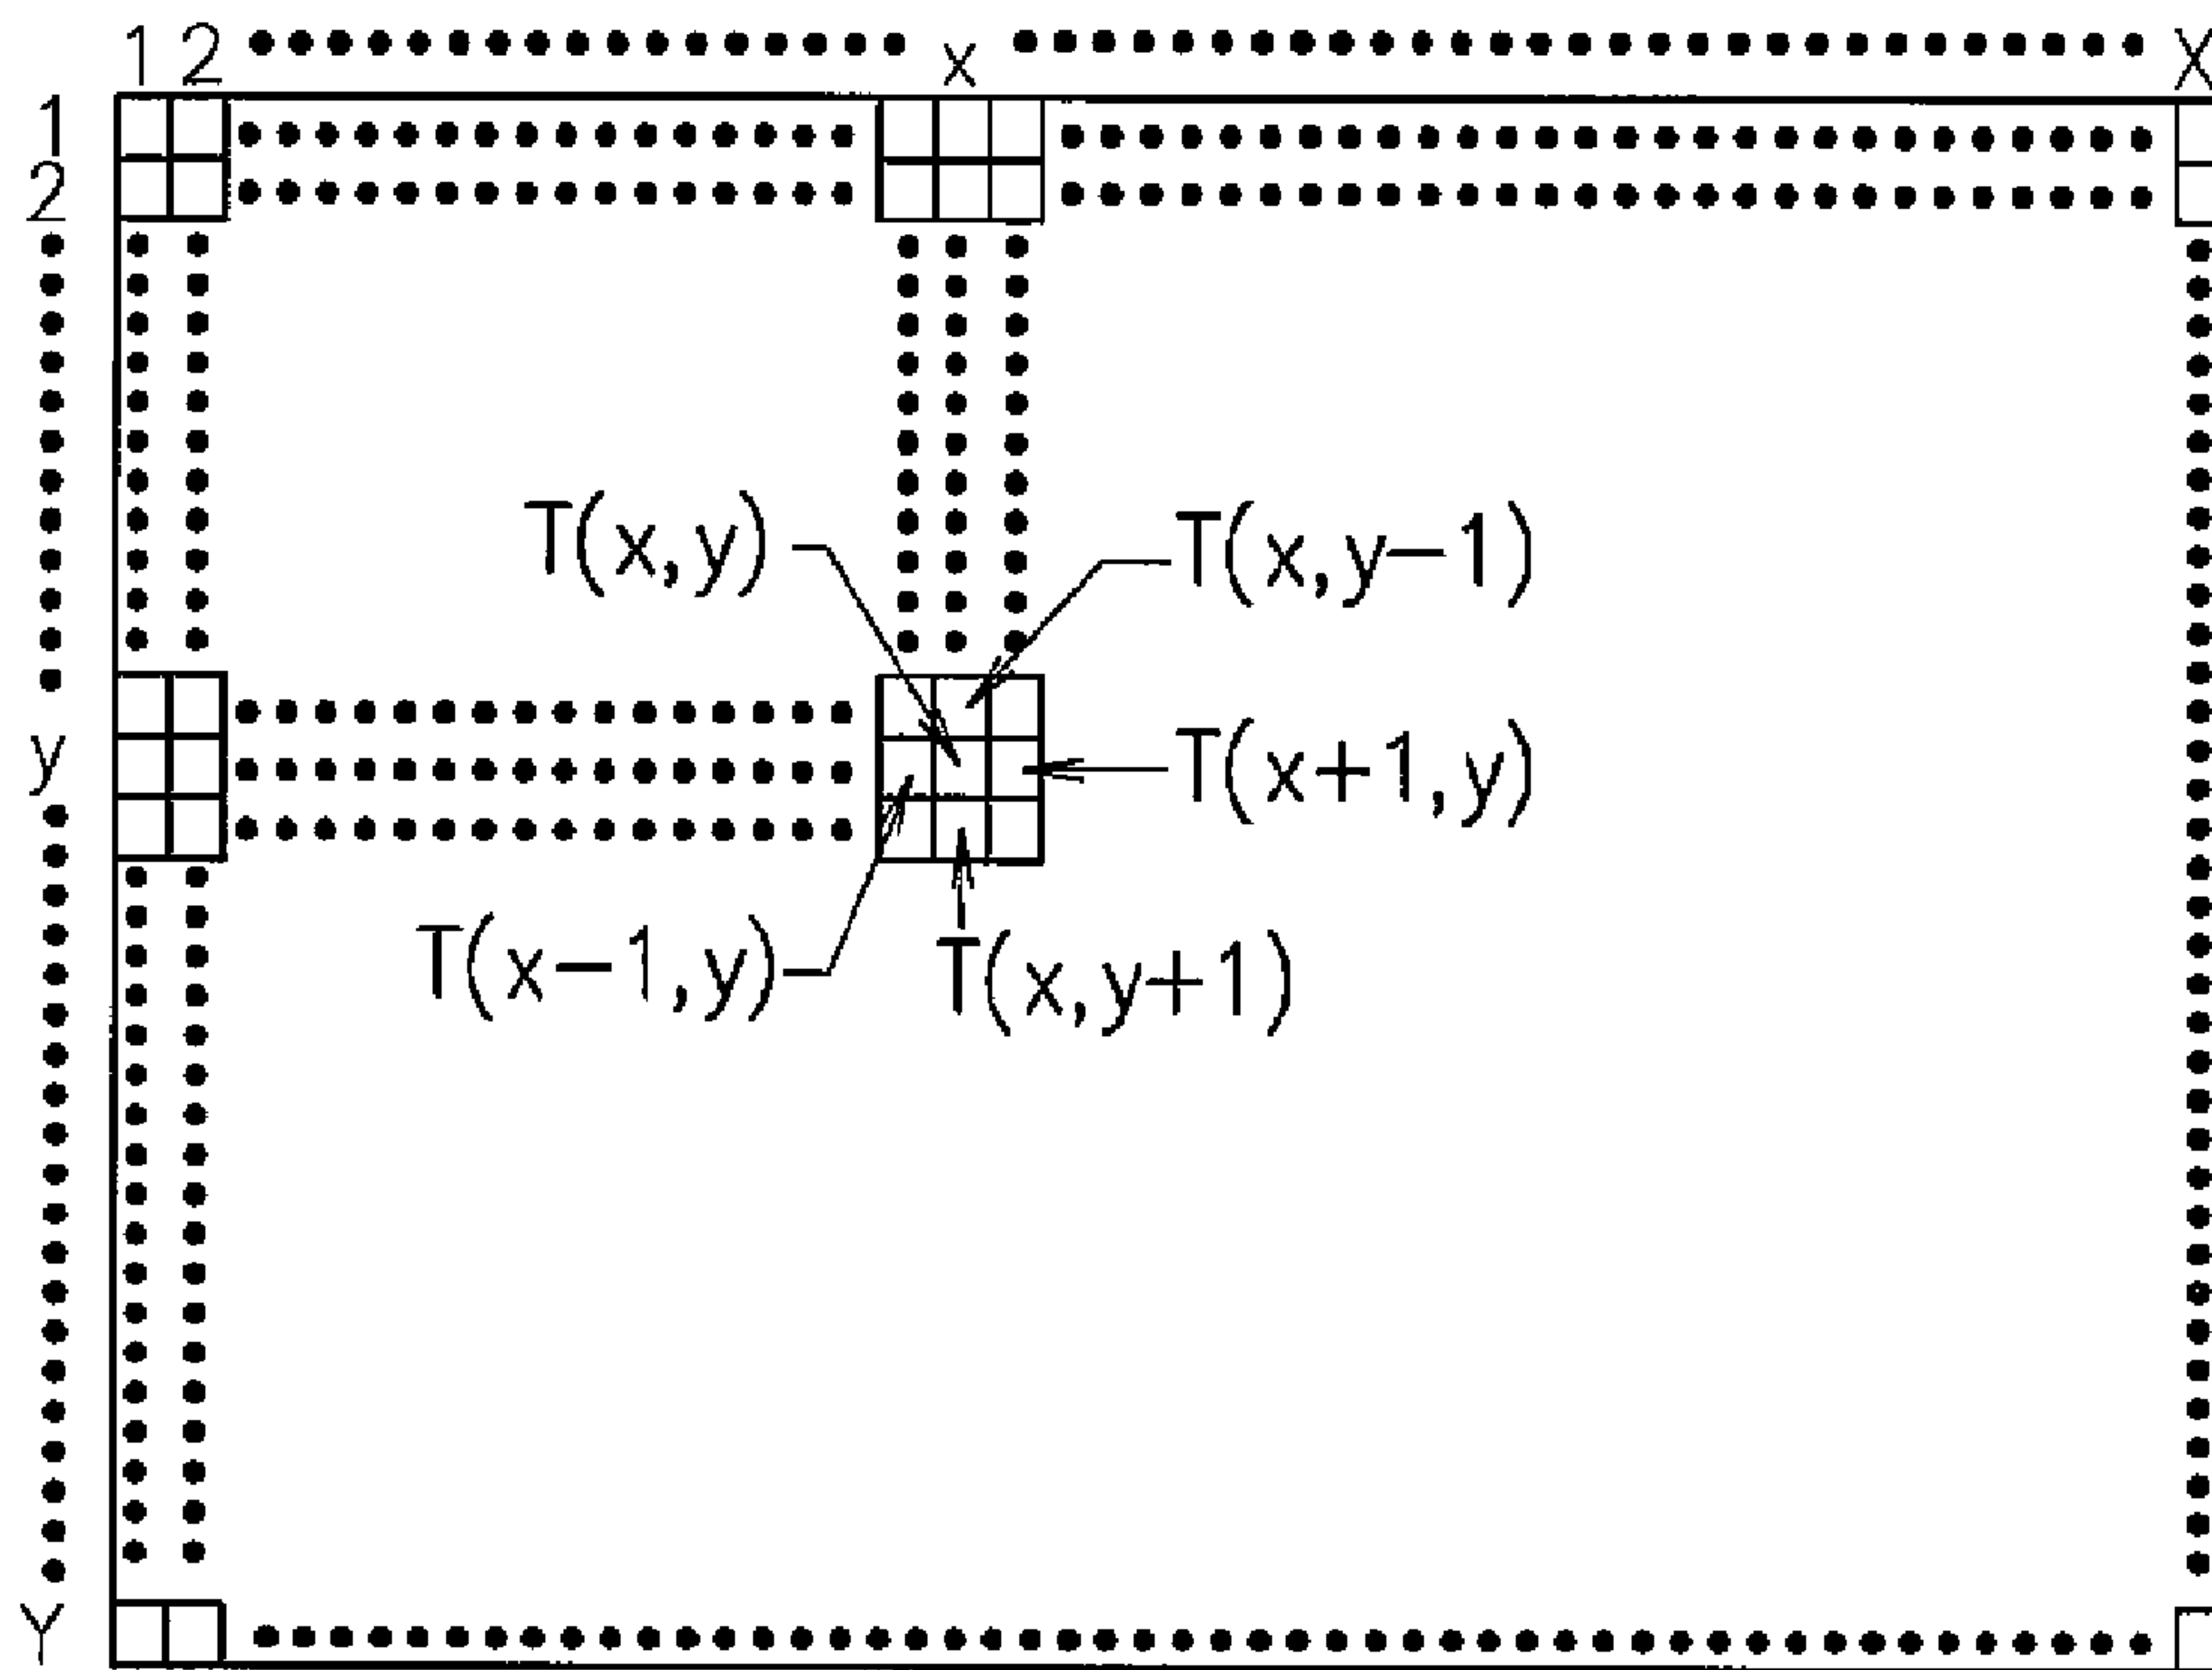 1 2 x X
1
2
T(x,y) T(x,y-1)
y T(x+1,y)
T(x-1,y) T(x,y+1)
Y